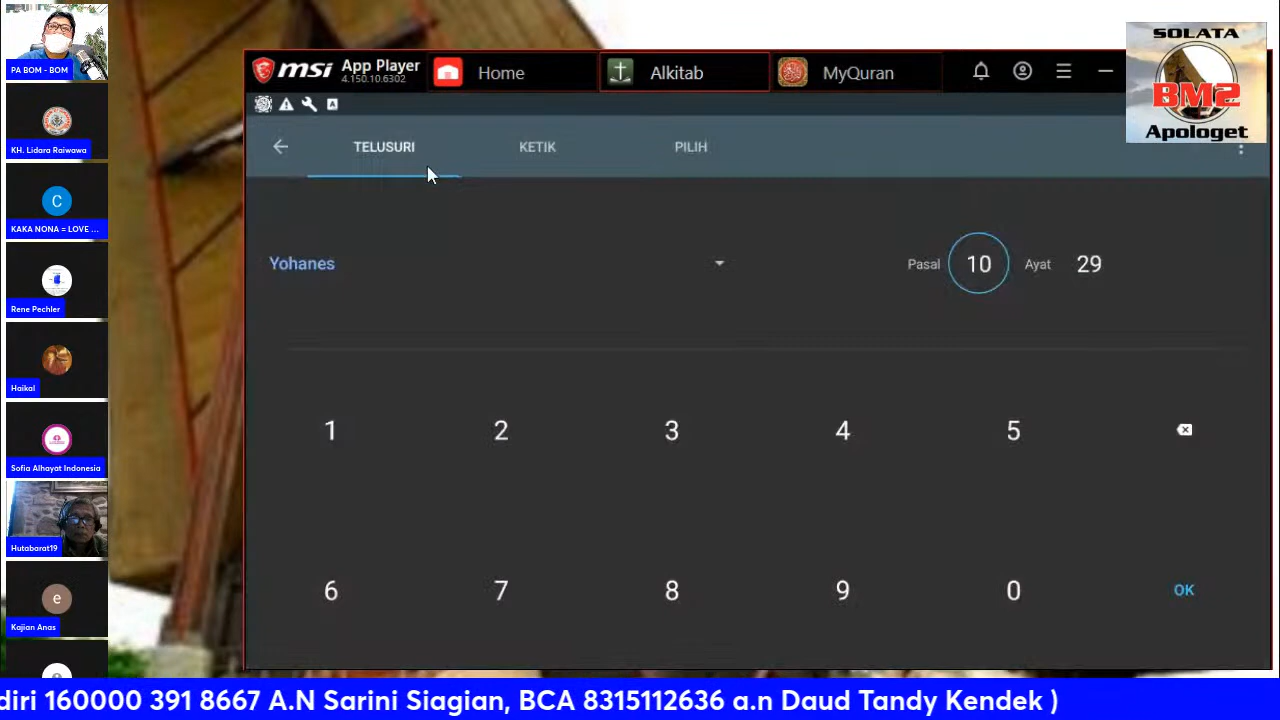 PA BOM - BOM
KH. Lidara Raiwawa
C
KAKA NONA = LOVE ...
Rene Pechler
Haikal
Sofia Alhayat Indonesia
Hutabarat19
e
Kajian Anas
msi App Player
4.150.10.6302
Home
Alkitab
MyQuran
SOLATA
BM2
Apologet
A
TELUSURI
KETIK
PILIH
Yohanes
Pasal 10 Ayat 29
1 2 3 4 5
6 7 8 9 0 OK
diri 160000 391 8667 A.N Sarini Siagian, BCA 8315112636 a.n Daud Tandy Kendek )